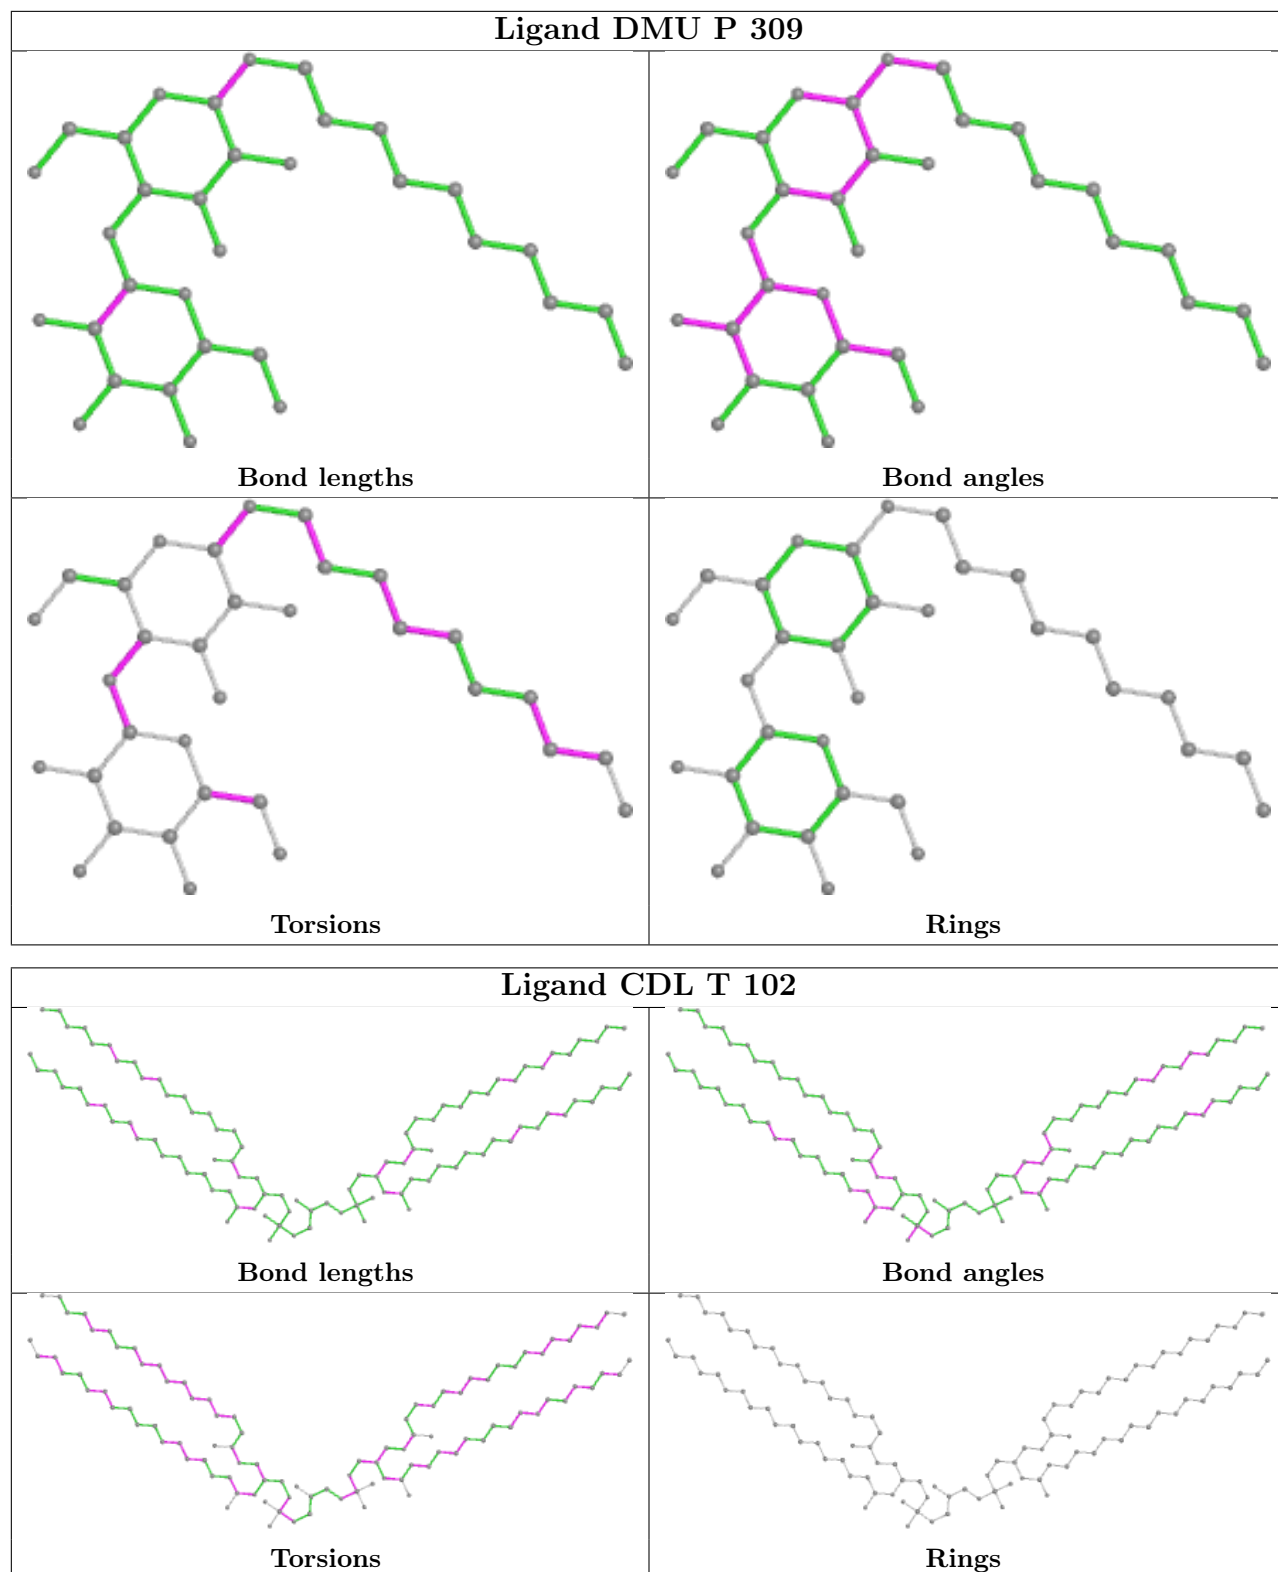 Ligand DMU P 309
Bond lengths
Bond angles
Torsions
Rings
Ligand CDL T 102
Bond lengths
Bond angles
Torsions
Rings